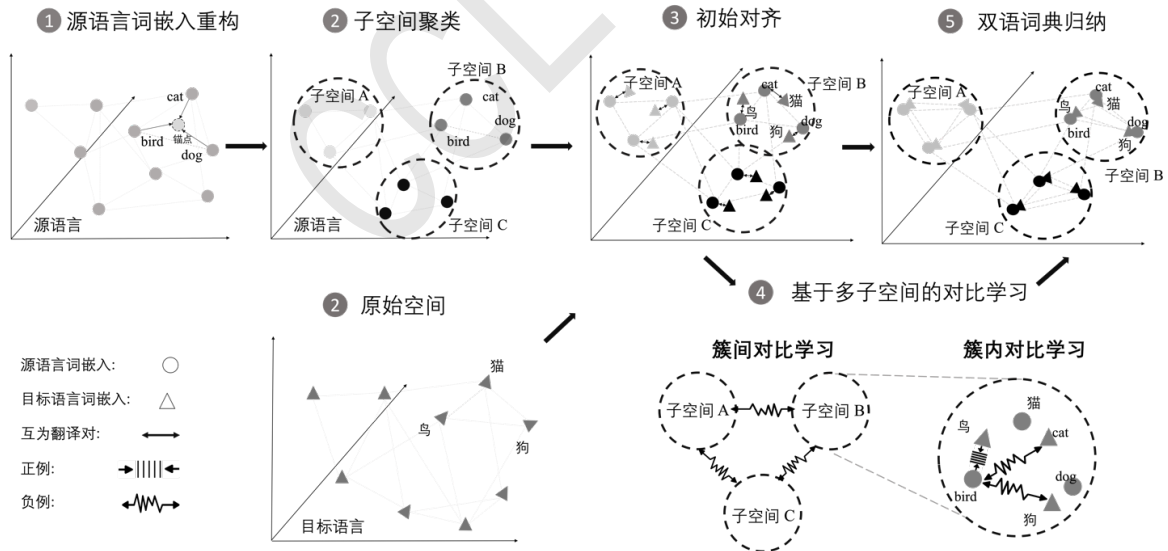 1 源语言词嵌入重构
cat
锚点
bird
dog
源语言
2 子空间聚类
子空间 A
子空间 B
cat
dog
bird
子空间 C
源语言
3 初始对齐
子空间 A
子空间 B
cat
猫
鸟
dog
bird
狗
子空间 C
5 双语词典归纳
子空间 A
cat
猫
鸟
dog
bird
狗
子空间 B
子空间 C
2 原始空间
猫
鸟
狗
目标语言
4 基于多子空间的对比学习
簇间对比学习
子空间 A
子空间 B
子空间 C
簇内对比学习
猫
鸟
cat
dog
bird
狗
源语言词嵌入:
目标语言词嵌入:
互为翻译对:
正例:
负例:
CCL